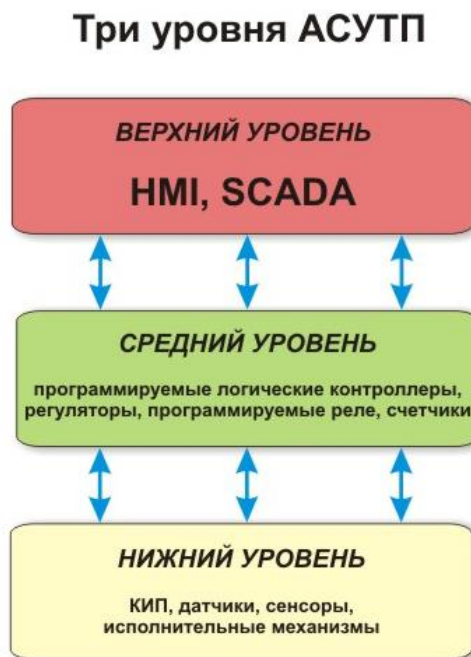 Три уровня АСУТП
ВЕРХНИЙ УРОВЕНЬ
HMI, SCADA
СРЕДНИЙ УРОВЕНЬ
программируемые логические контроллеры,
регуляторы, программируемые реле, счетчики
НИЖНИЙ УРОВЕНЬ
КИП, датчики, сенсоры,
исполнительные механизмы